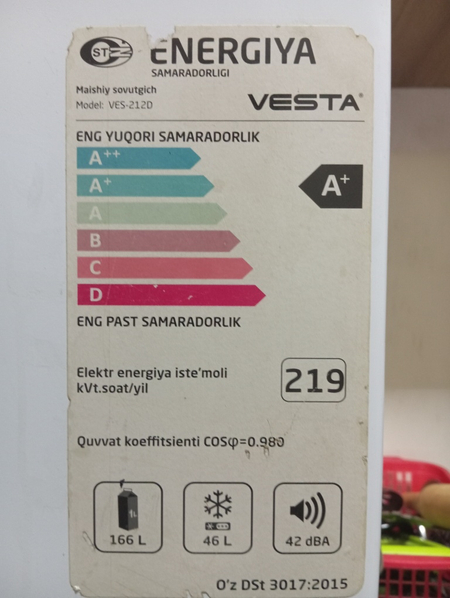 ST
ENERGIYA
SAMARADORLIGI
Maishiy sovutgich
Model: VES-212D
VESTA®
ENG YUQORI SAMARADORLIK
A++
A+
A+
A
B
C
D
ENG PAST SAMARADORLIK
Elektr energiya iste'moli
kVt.soat/yil
219
Quvvat koeffitsienti COSφ=0.980
1L
166 L
46 L
42 dBA
O'z DSt 3017:2015